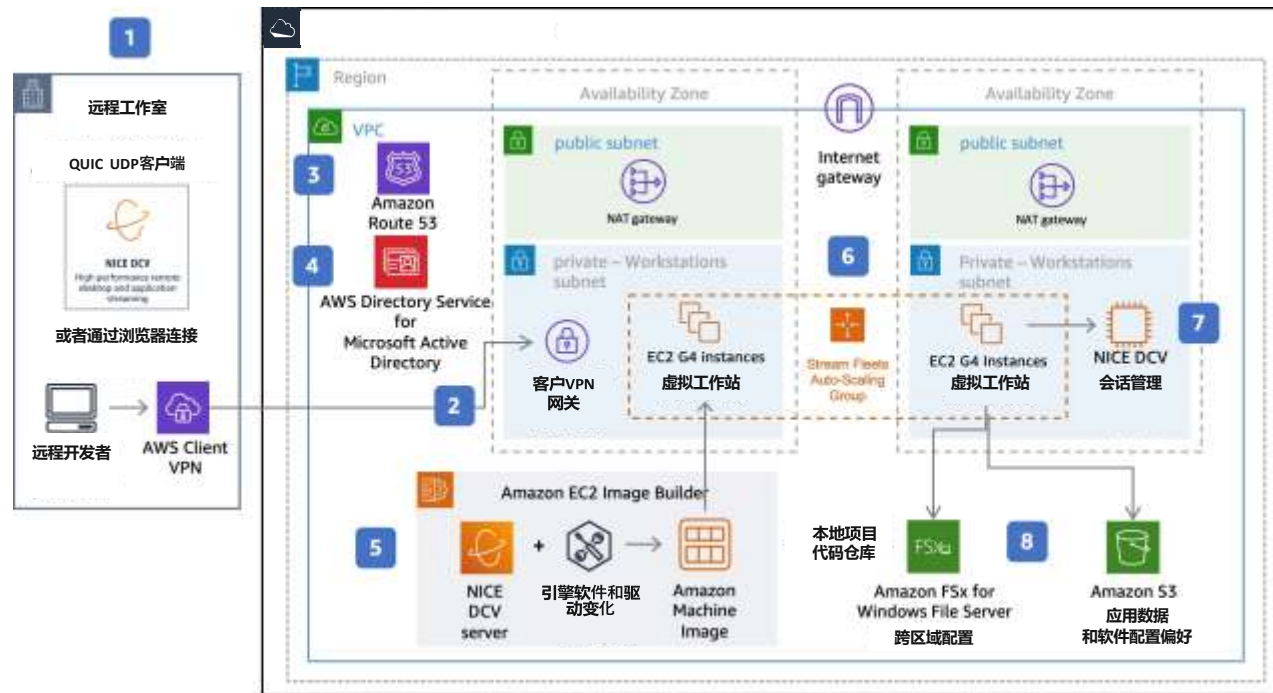 1
远程工作室
QUIC UDP客户端
NICE DCV
High performance remote
desktop and application
streaming
或者通过浏览器连接
远程开发者
AWS Client
VPN
Region
VPC
3
Amazon
Route 53
4
AWS Directory Service
for
Microsoft Active
Directory
2
Availability Zone
public subnet
NAT gateway
private – Workstations
subnet
客户VPN
网关
EC2 G4 instances
虚拟工作站
Internet
gateway
6
Stream Fleets
Auto-Scaling
Group
Availability Zone
public subnet
NAT gateway
Private – Workstations
subnet
EC2 G4 Instances
虚拟工作站
NICE DCV
会话管理
7
5
Amazon EC2 Image Builder
NICE
DCV
server
+
引擎软件和驱
动变化
Amazon
Machine
Image
本地项目
代码仓库
FSx
Amazon FSx for
Windows File Server
跨区域配置
8
Amazon S3
应用数据
和软件配置偏好